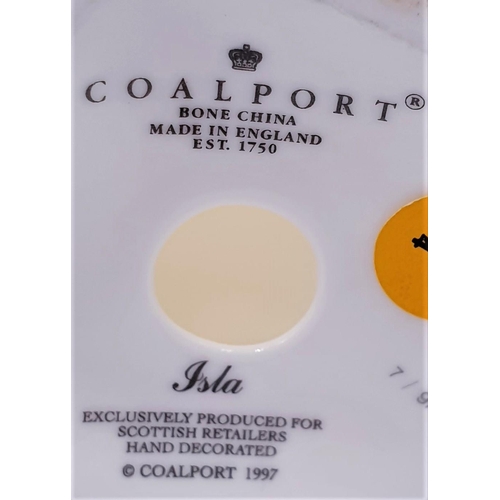 COALPORT®
BONE CHINA
MADE IN ENGLAND
EST. 1750
Isla
EXCLUSIVELY PRODUCED FOR
SCOTTISH RETAILERS
HAND DECORATED
© COALPORT 1997